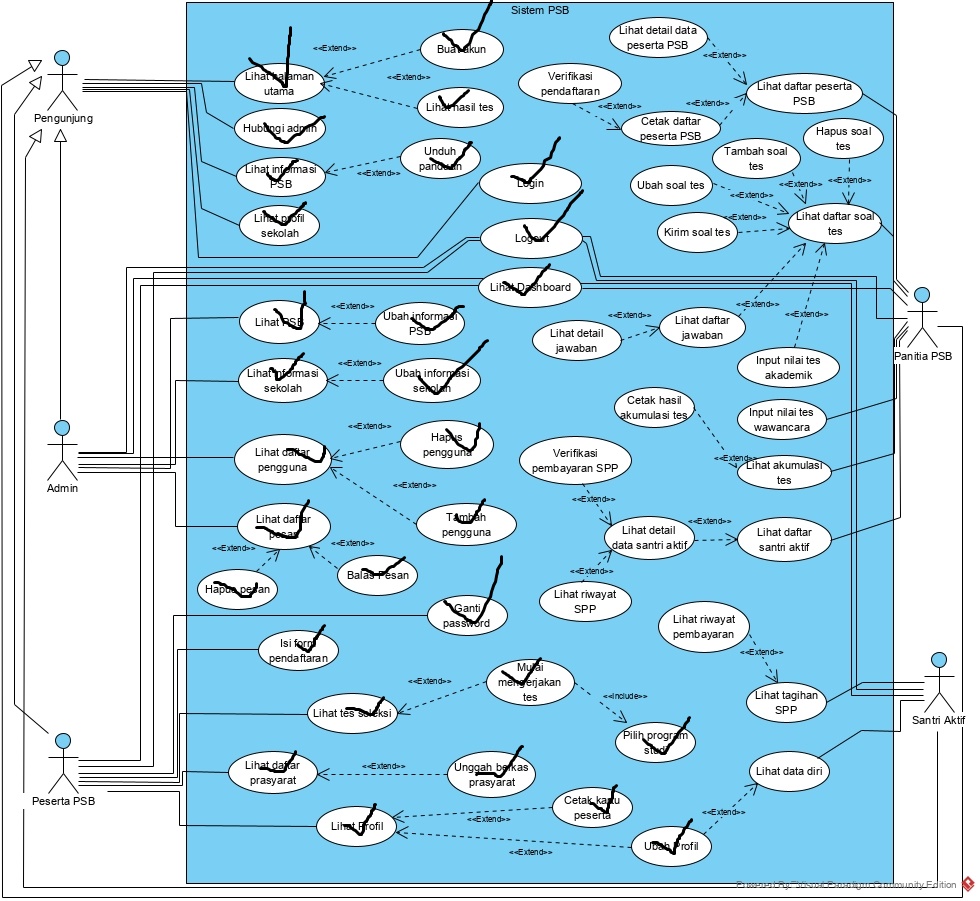 Sistem PSB
Pengunjung
Admin
Peserta PSB
Panitia PSB
Santri Aktif
Lihat halaman
utama
<<Extend>>
Buat akun
<<Extend>>
Lihat hasil tes
Hubungi admin
Lihat informasi
PSB
<<Extend>>
Unduh
panduan
Lihat profil
sekolah
Login
Logout
Lihat Dashboard
Lihat PSB
<<Extend>>
Ubah informasi
PSB
Lihat informasi
sekolah
<<Extend>>
Ubah informasi
sekolah
Lihat daftar
pengguna
<<Extend>>
Hapus
pengguna
<<Extend>>
Tambah
pengguna
Lihat daftar
pesan
<<Extend>>
<<Extend>>
Hapus pesan
Balas Pesan
Ganti
password
Isi form
pendaftaran
Lihat tes seleksi
<<Extend>>
Mulai
mengerjakan
tes
<<Include>>
Pilih program
studi
Lihat daftar
prasyarat
<<Extend>>
Unggah berkas
prasyarat
Lihat Profil
<<Extend>>
Cetak kartu
peserta
<<Extend>>
Ubah Profil
<<Extend>>
Lihat data diri
Lihat detail data
peserta PSB
<<Extend>>
Verifikasi
pendaftaran
<<Extend>>
Cetak daftar
peserta PSB
<<Extend>>
Lihat daftar peserta
PSB
Hapus soal
tes
<<Extend>>
Tambah soal
tes
<<Extend>>
Ubah soal tes
<<Extend>>
Kirim soal tes
<<Extend>>
Lihat daftar soal
tes
Lihat detail
jawaban
<<Extend>>
Lihat daftar
jawaban
<<Extend>>
<<Extend>>
Input nilai tes
akademik
Cetak hasil
akumulasi tes
<<Extend>>
Input nilai tes
wawancara
Lihat akumulasi
tes
Verifikasi
pembayaran SPP
<<Extend>>
Lihat detail
data santri aktif
<<Extend>>
Lihat daftar
santri aktif
<<Extend>>
Lihat riwayat
SPP
Lihat riwayat
pembayaran
<<Extend>>
Lihat tagihan
SPP
Powered By Visual Paradigm Community Edition